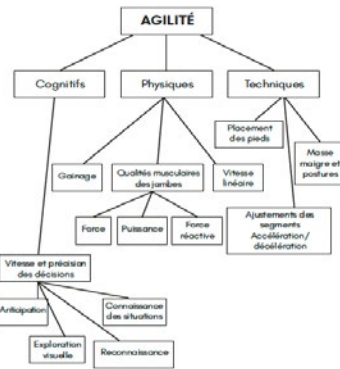 AGILITÉ
Cognitifs
Physiques
Techniques
Placement
des pieds
Masse
maigre et
postures
Gainage
Qualités musculaires
des jambes
Vitesse
linéaire
Ajustements des
segments
Accélération/
décélération
Force
Puissance
Force
réactive
Vitesse et précision
des décisions
Anticipation
Connaissance
des situations
Exploration
visuelle
Reconnaissance